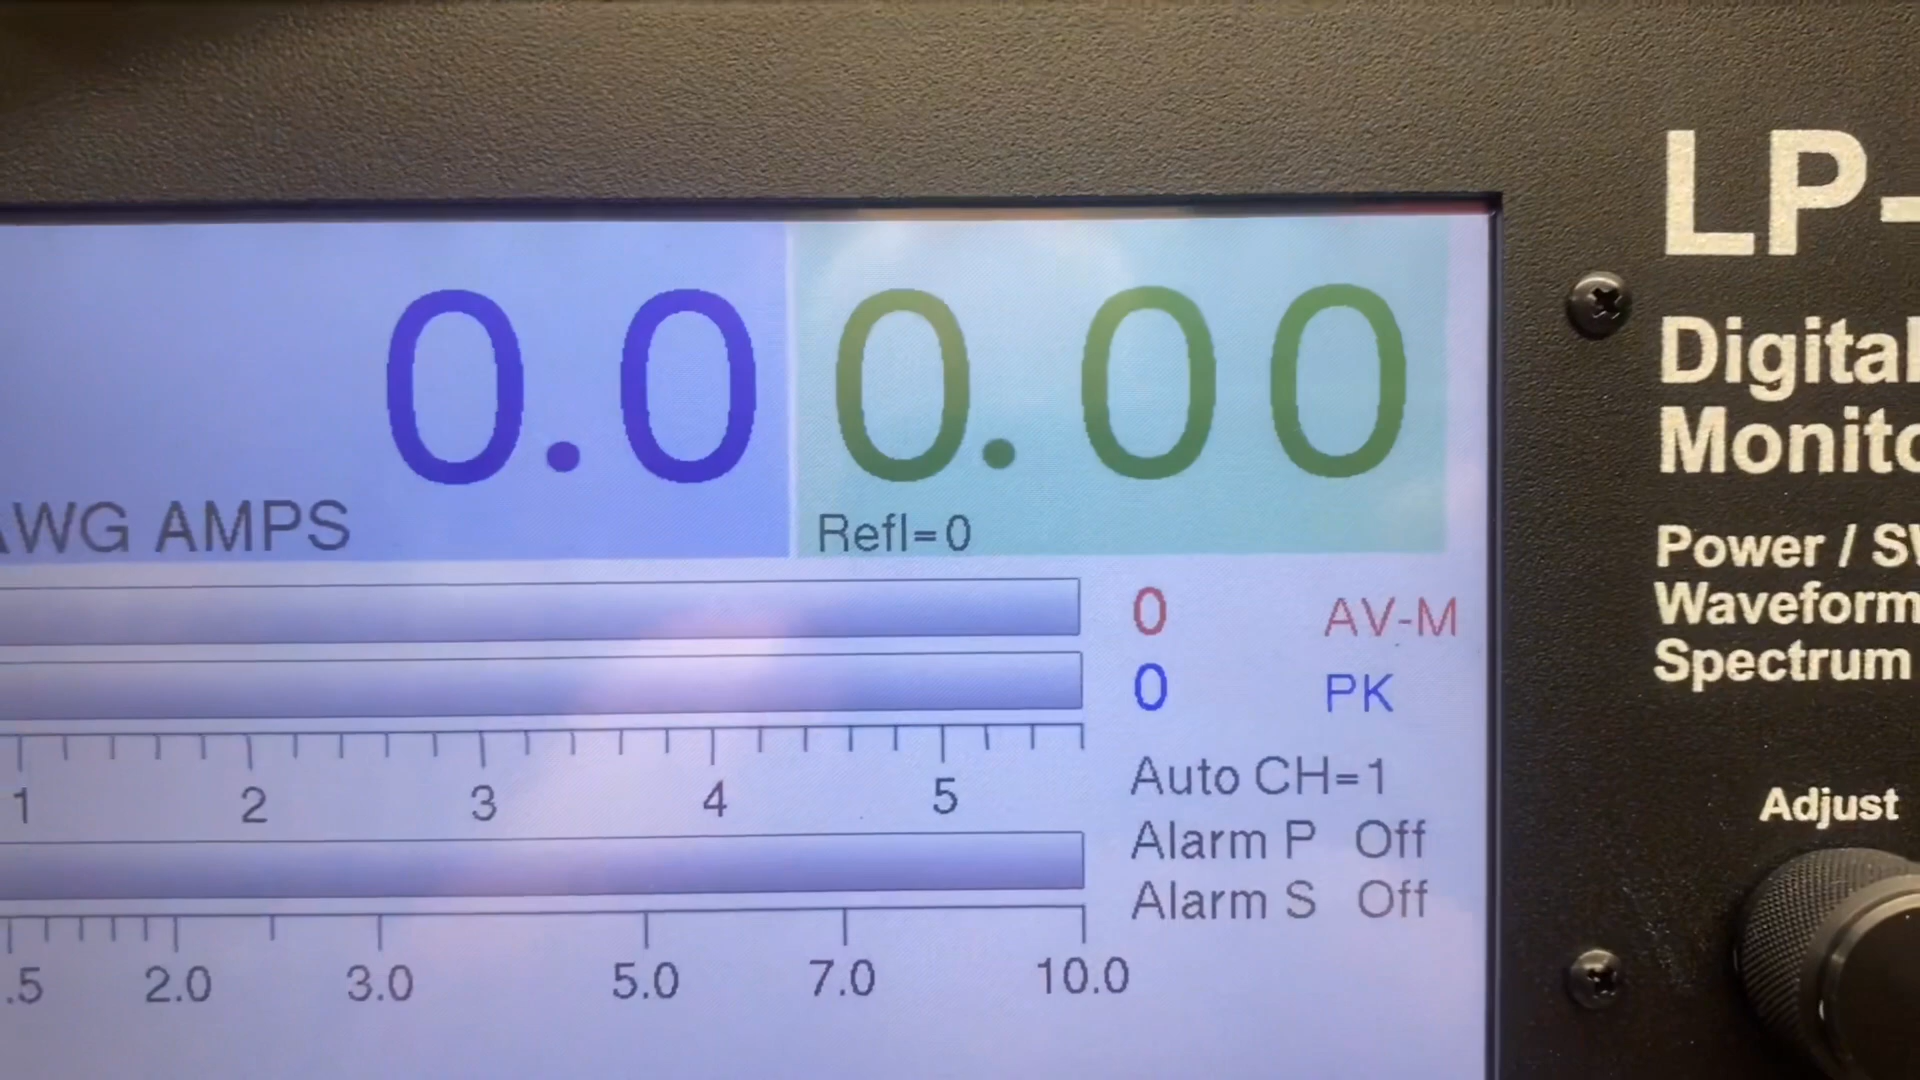 0.0 0.00
AWG AMPS
Refl=0
0 AV-M
0 PK
1 2 3 4 5
Auto CH=1
Alarm P Off
Alarm S Off
.5 2.0 3.0 5.0 7.0 10.0
LP-
Digital
Monito
Power / SW
Waveform
Spectrum
Adjust